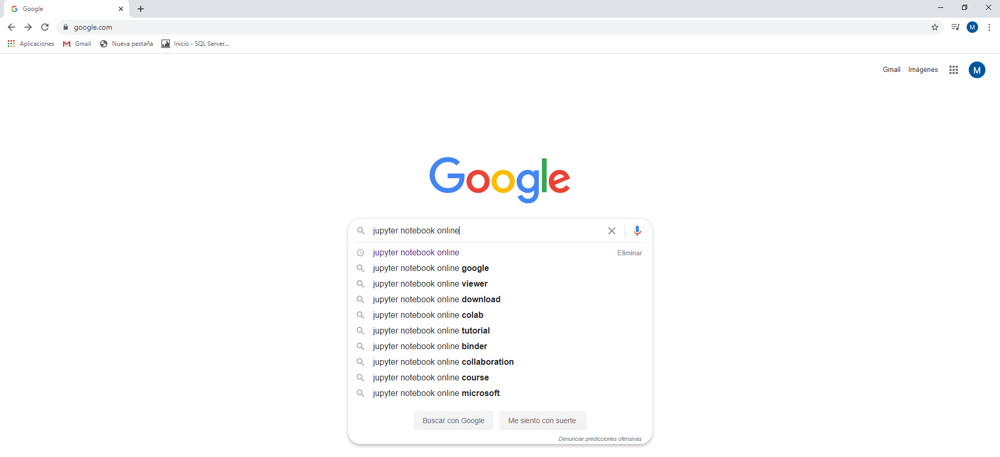 Google
google.com
M
Aplicaciones Gmail Nueva pestaña Inicio - SQL Server...
Gmail Imágenes M
Google
jupyter notebook online
jupyter notebook online Eliminar
jupyter notebook online google
jupyter notebook online viewer
jupyter notebook online download
jupyter notebook online colab
jupyter notebook online tutorial
jupyter notebook online binder
jupyter notebook online collaboration
jupyter notebook online course
jupyter notebook online microsoft
Buscar con Google Me siento con suerte
Denunciar predicciones ofensivas